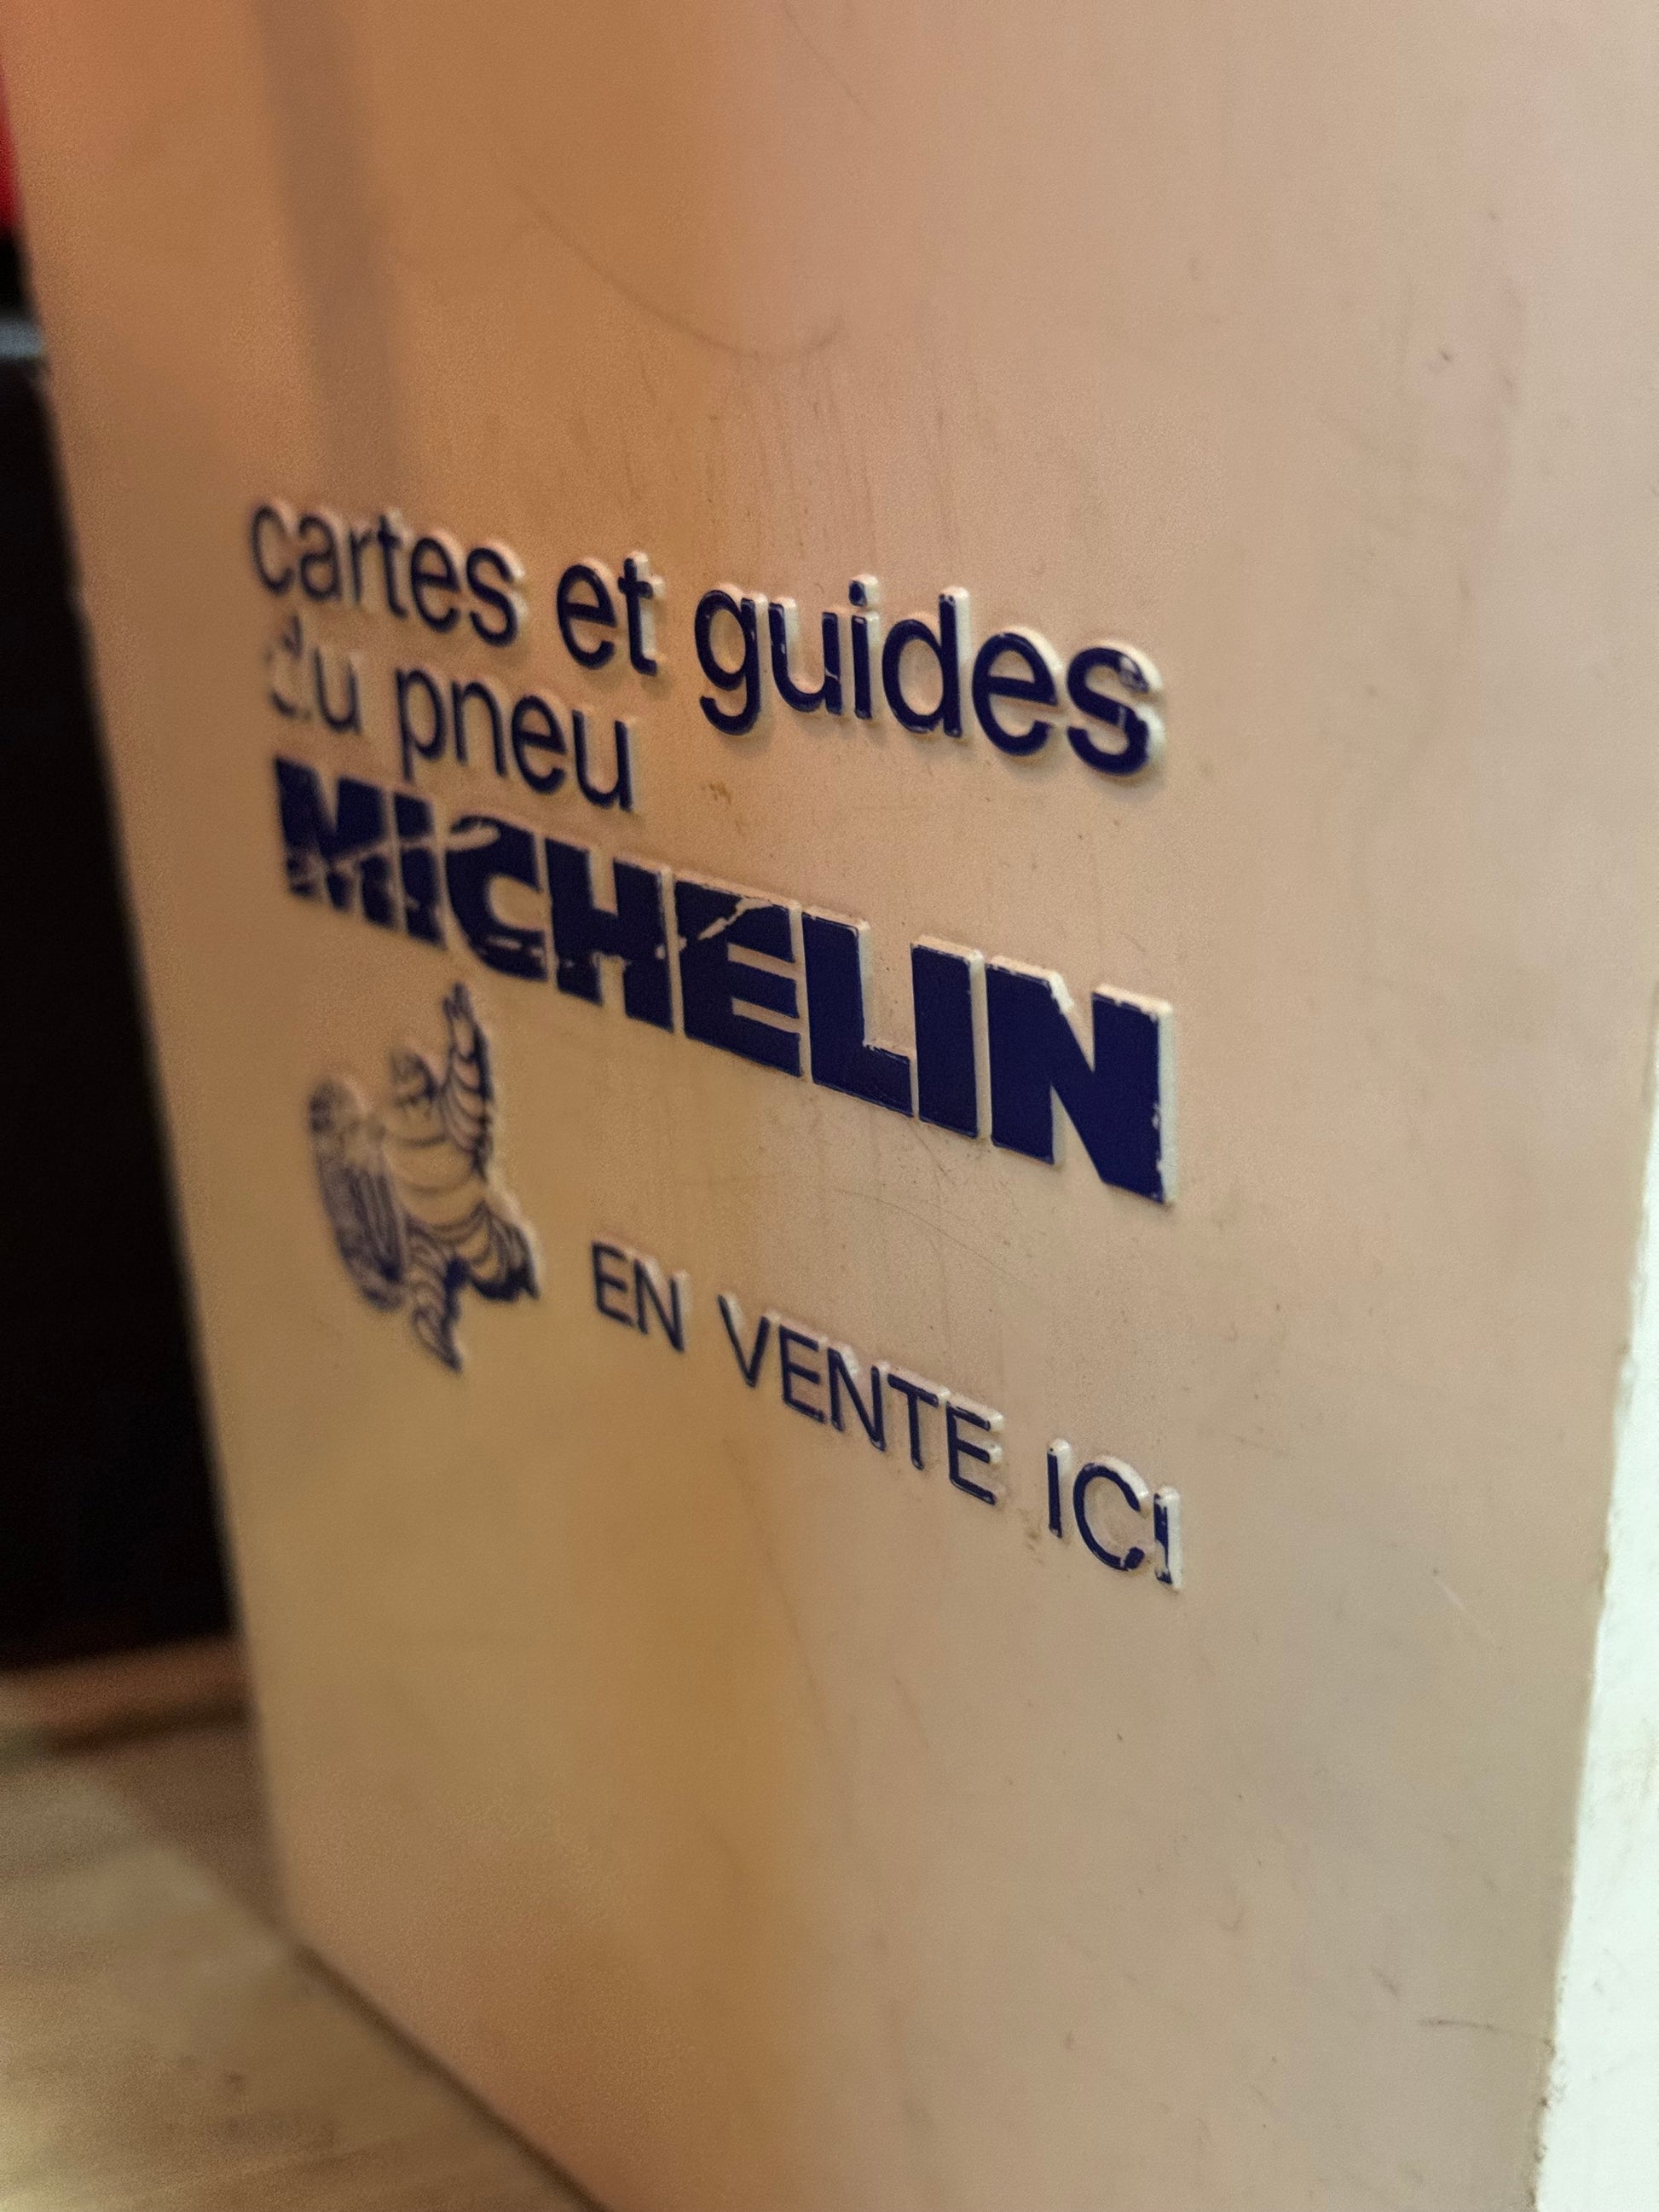 cartes et guides
du pneu
MICHELIN
EN VENTE ICI